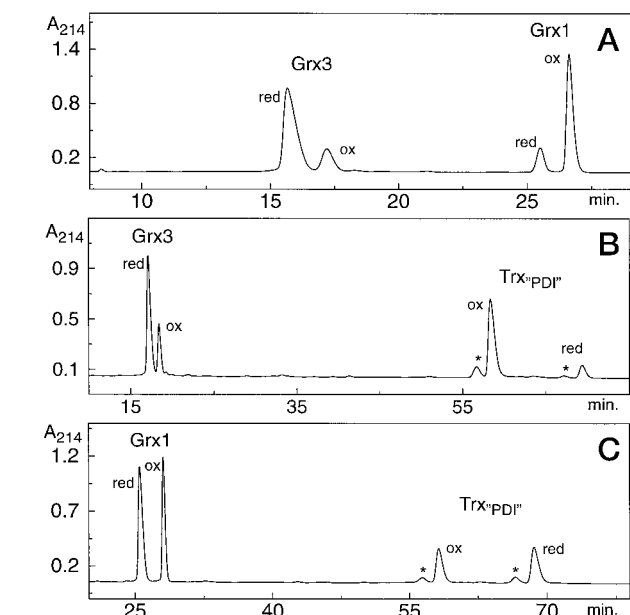 A214
A
Grx1
1.4
ox
Grx3
red
0.8
ox
red
0.2
10 15 20 25 min.
A214
Grx3
B
red
0.9
Trx"PDI"
ox
ox
0.5
*
*
red
0.1
15 35 55 min.
A214
Grx1
C
1.2
ox
red
0.7
Trx"PDI"
ox
red
*
*
0.2
25 40 55 70 min.